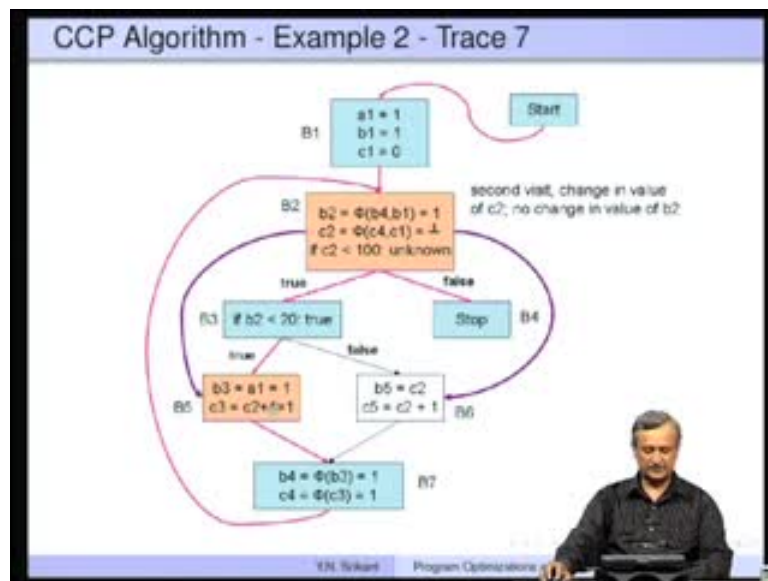 CCP Algorithm - Example 2 - Trace 7
Start
B1
a1 = 1
b1 = 1
c1 = 0
B2
b2 = Φ(b4,b1) = 1
c2 = Φ(c4,c1) = ⊥
if c2 < 100: unknown
second visit, change in value
of c2; no change in value of b2
true
false
B3
if b2 < 20: true
Stop
B4
true
false
B5
b3 = a1 = 1
c3 = c2+1=1
b5 = c2
c5 = c2 + 1
B6
b4 = Φ(b3) = 1
c4 = Φ(c3) = 1
B7
Y.N. Srikant
Program Optimizations